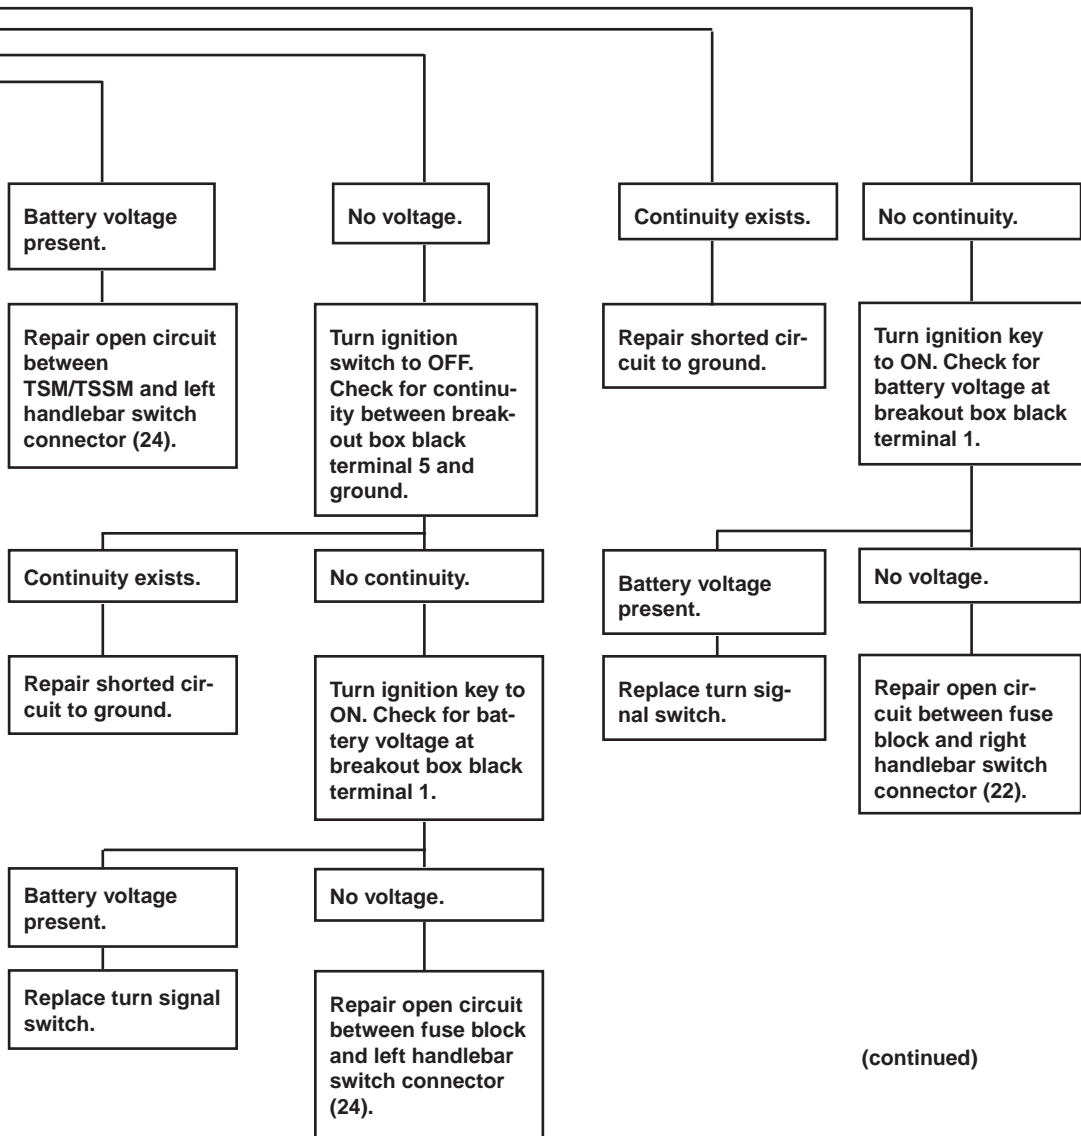 Battery voltage
present.
No voltage.
Continuity exists.
No continuity.
Repair open circuit
between
TSM/TSSM and left
handlebar switch
connector (24).
Turn ignition
switch to OFF.
Check for continu-
ity between break-
out box black
terminal 5 and
ground.
Repair shorted cir-
cuit to ground.
Turn ignition key
to ON. Check for
battery voltage at
breakout box black
terminal 1.
Continuity exists.
No continuity.
Battery voltage
present.
No voltage.
Repair shorted cir-
cuit to ground.
Turn ignition key to
ON. Check for bat-
tery voltage at
breakout box black
terminal 1.
Replace turn sig-
nal switch.
Repair open cir-
cuit between fuse
block and right
handlebar switch
connector (22).
Battery voltage
present.
No voltage.
Replace turn signal
switch.
Repair open circuit
between fuse block
and left handlebar
switch connector
(24).
(continued)